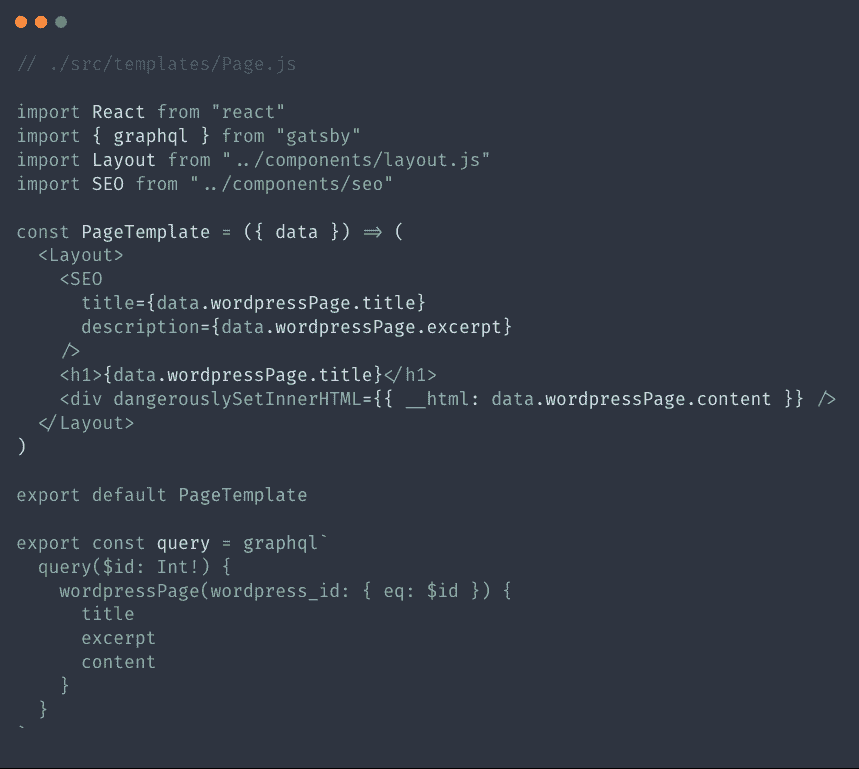 // ./src/templates/Page.js

import React from "react"
import { graphql } from "gatsby"
import Layout from "../components/layout.js"
import SEO from "../components/seo"

const PageTemplate = ({ data }) => (
  <Layout>
    <SEO
      title={data.wordpressPage.title}
      description={data.wordpressPage.excerpt}
    />
    <h1>{data.wordpressPage.title}</h1>
    <div dangerouslySetInnerHTML={{ __html: data.wordpressPage.content }} />
  </Layout>
)

export default PageTemplate

export const query = graphql`
  query($id: Int!) {
    wordpressPage(wordpress_id: { eq: $id }) {
      title
      excerpt
      content
    }
  }
`